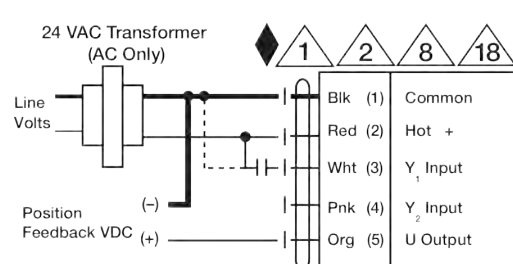 24 VAC Transformer
(AC Only)
1 2 8 18
Line
Volts
Blk (1) Common
Red (2) Hot +
Wht (3) Y1 Input
Pnk (4) Y2 Input
Org (5) U Output
Position
Feedback VDC
(–)
(+)